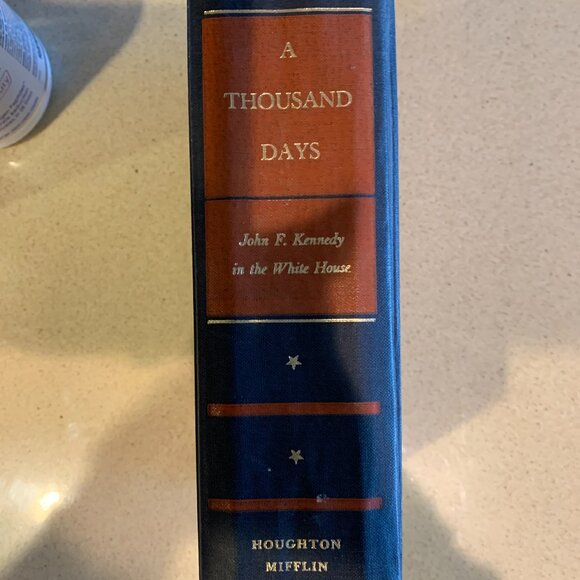 A
THOUSAND
DAYS
John F. Kennedy
in the White House
HOUGHTON
MIFFLIN